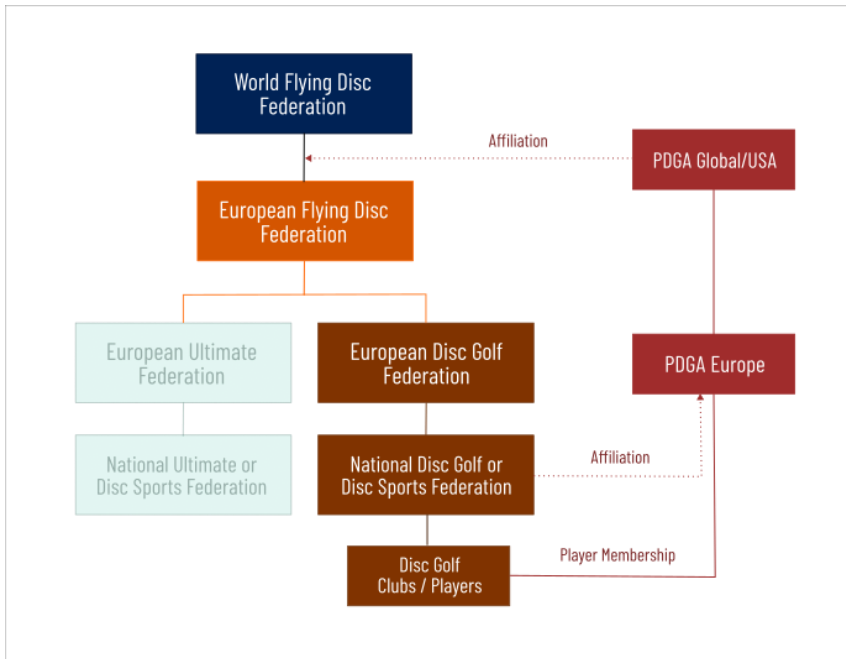 World Flying Disc
Federation
Affiliation
PDGA Global/USA
European Flying Disc
Federation
European Ultimate
Federation
European Disc Golf
Federation
PDGA Europe
National Ultimate or
Disc Sports Federation
National Disc Golf or
Disc Sports Federation
Affiliation
Disc Golf
Clubs / Players
Player Membership